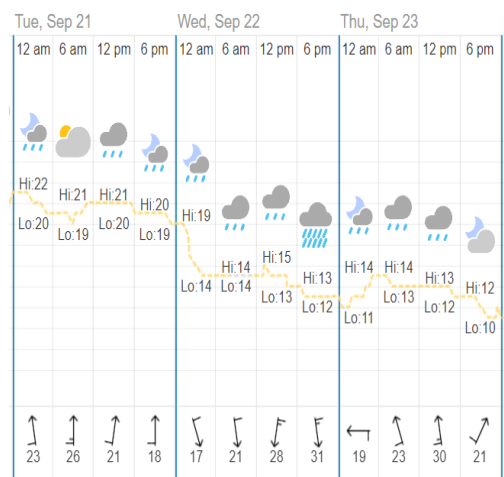 Tue, Sep 21 Wed, Sep 22 Thu, Sep 23
12 am 6 am 12 pm 6 pm 12 am 6 am 12 pm 6 pm 12 am 6 am 12 pm 6 pm
Hi:22 Hi:21 Hi:21 Hi:20 Hi:19 Hi:14 Hi:15 Hi:13 Hi:14 Hi:14 Hi:13 Hi:12
Lo:20 Lo:19 Lo:20 Lo:19 Lo:14 Lo:14 Lo:13 Lo:12 Lo:11 Lo:13 Lo:12 Lo:10
23 26 21 18 17 21 28 31 19 23 30 21